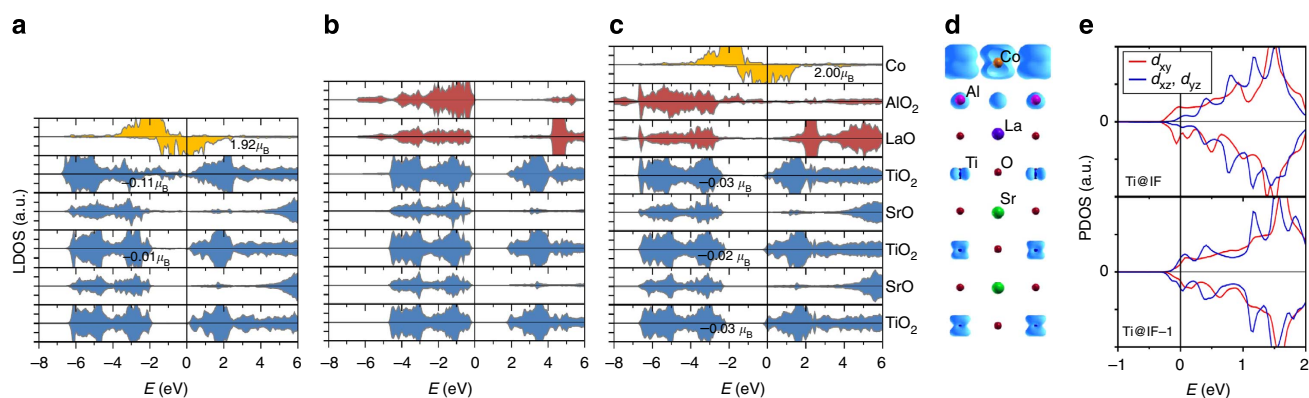 a
b
c
d
e
LDOS (a.u.)
1.92μB
−0.11μB
−0.01μB
−8 −6 −4 −2 0 2 4 6
E (eV)
−8 −6 −4 −2 0 2 4 6
E (eV)
2.00μB
−0.03 μB
−0.02 μB
−0.03 μB
Co
AlO2
LaO
TiO2
SrO
TiO2
SrO
TiO2
−8 −6 −4 −2 0 2 4 6
E (eV)
Co
Al
La
Ti O
Sr
PDOS (a.u.)
dxy
dxz, dyz
0
Ti@IF
0
Ti@IF−1
−1 0 1 2
E (eV)